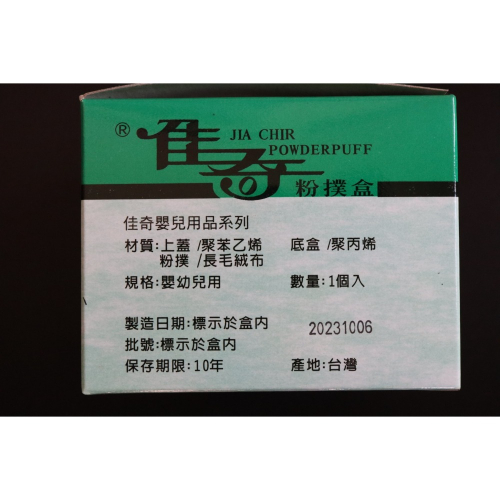 ® 佳奇 JIA CHIR
POWDERPUFF
粉撲盒
佳奇嬰兒用品系列
材質:上蓋/聚苯乙烯 底盒/聚丙烯
粉撲/長毛絨布
規格:嬰幼兒用 數量:1個入
製造日期:標示於盒內 20231006
批號:標示於盒內
保存期限:10年 產地:台灣